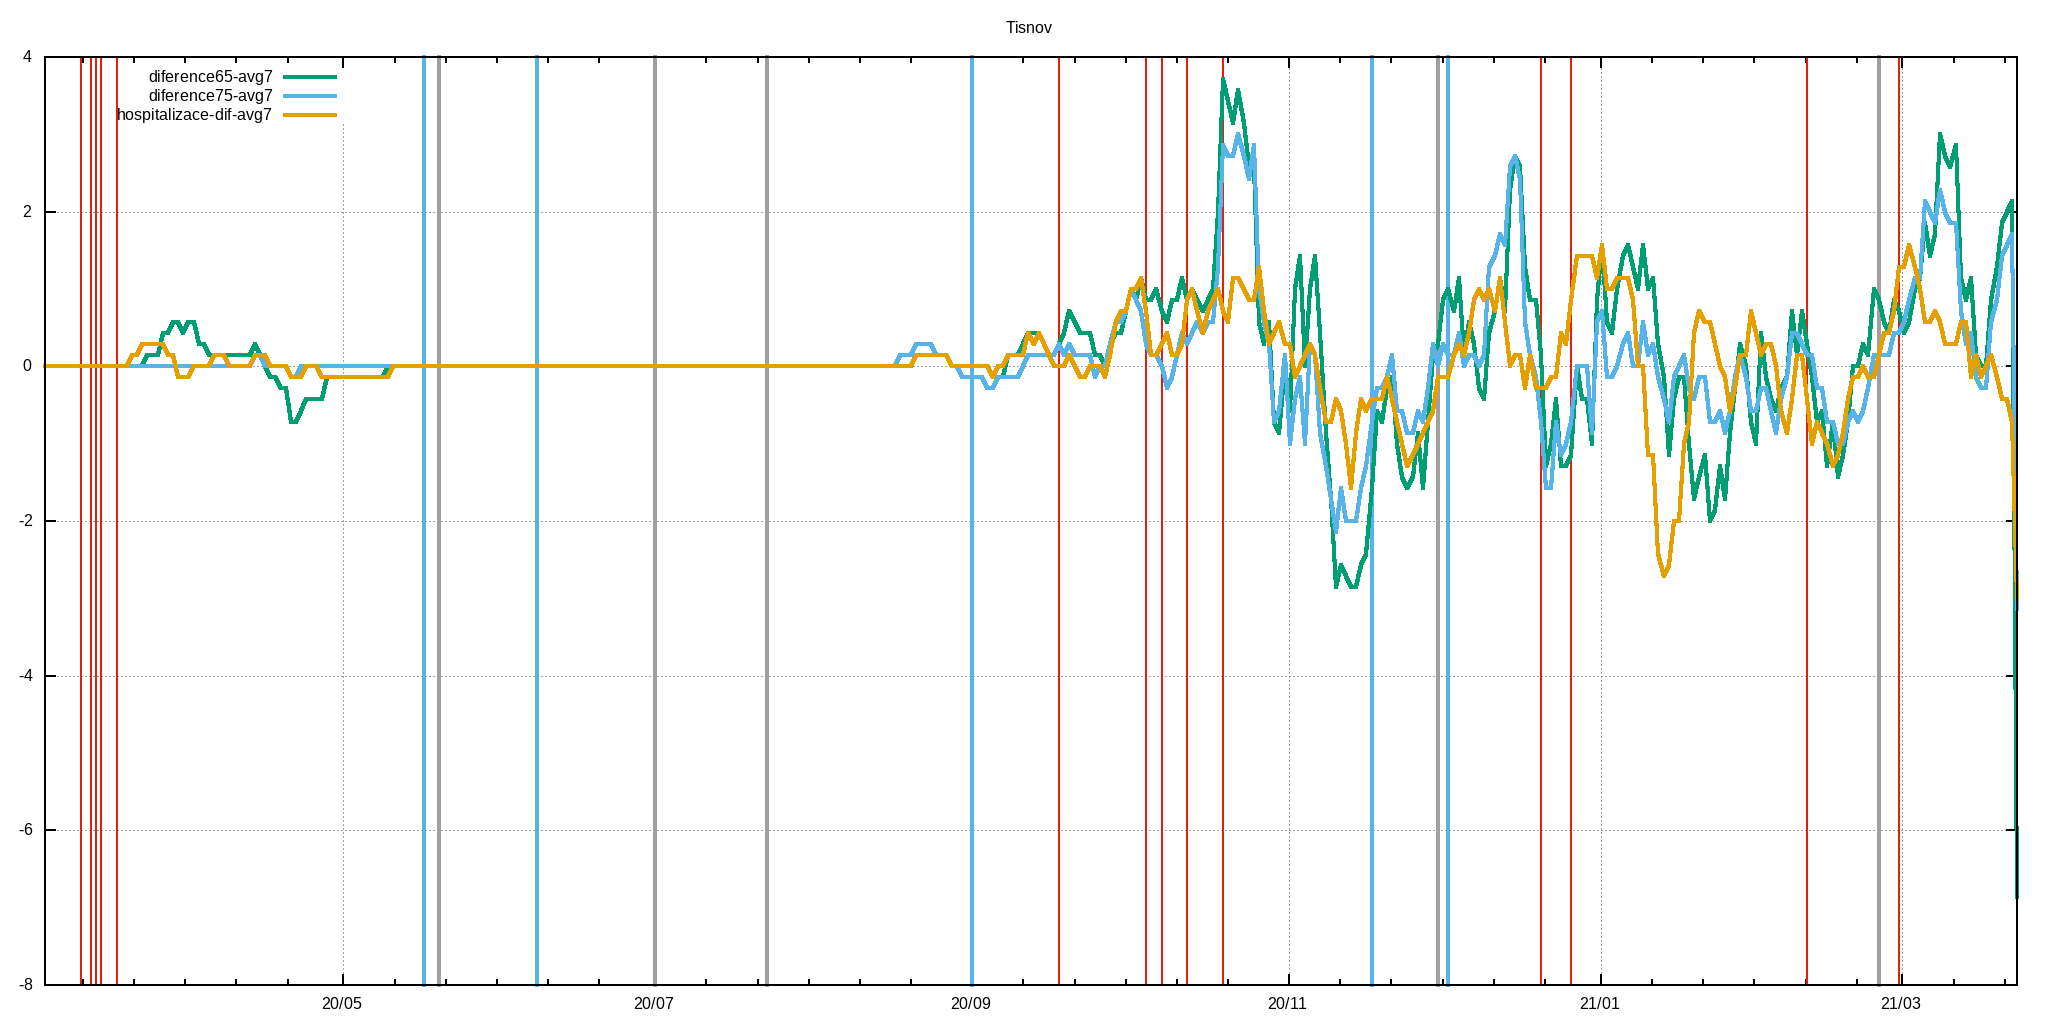 Tisnov
4
diference65-avg7
diference75-avg7
hospitalizace-dif-avg7
2
0
-2
-4
-6
-8
20/05 20/07 20/09 20/11 21/01 21/03